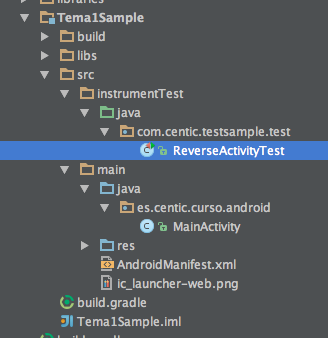 libraries
Tema1Sample
build
libs
src
instrumentTest
java
com.centic.testsample.test
ReverseActivityTest
main
java
es.centic.curso.android
MainActivity
res
AndroidManifest.xml
ic_launcher-web.png
build.gradle
Tema1Sample.iml